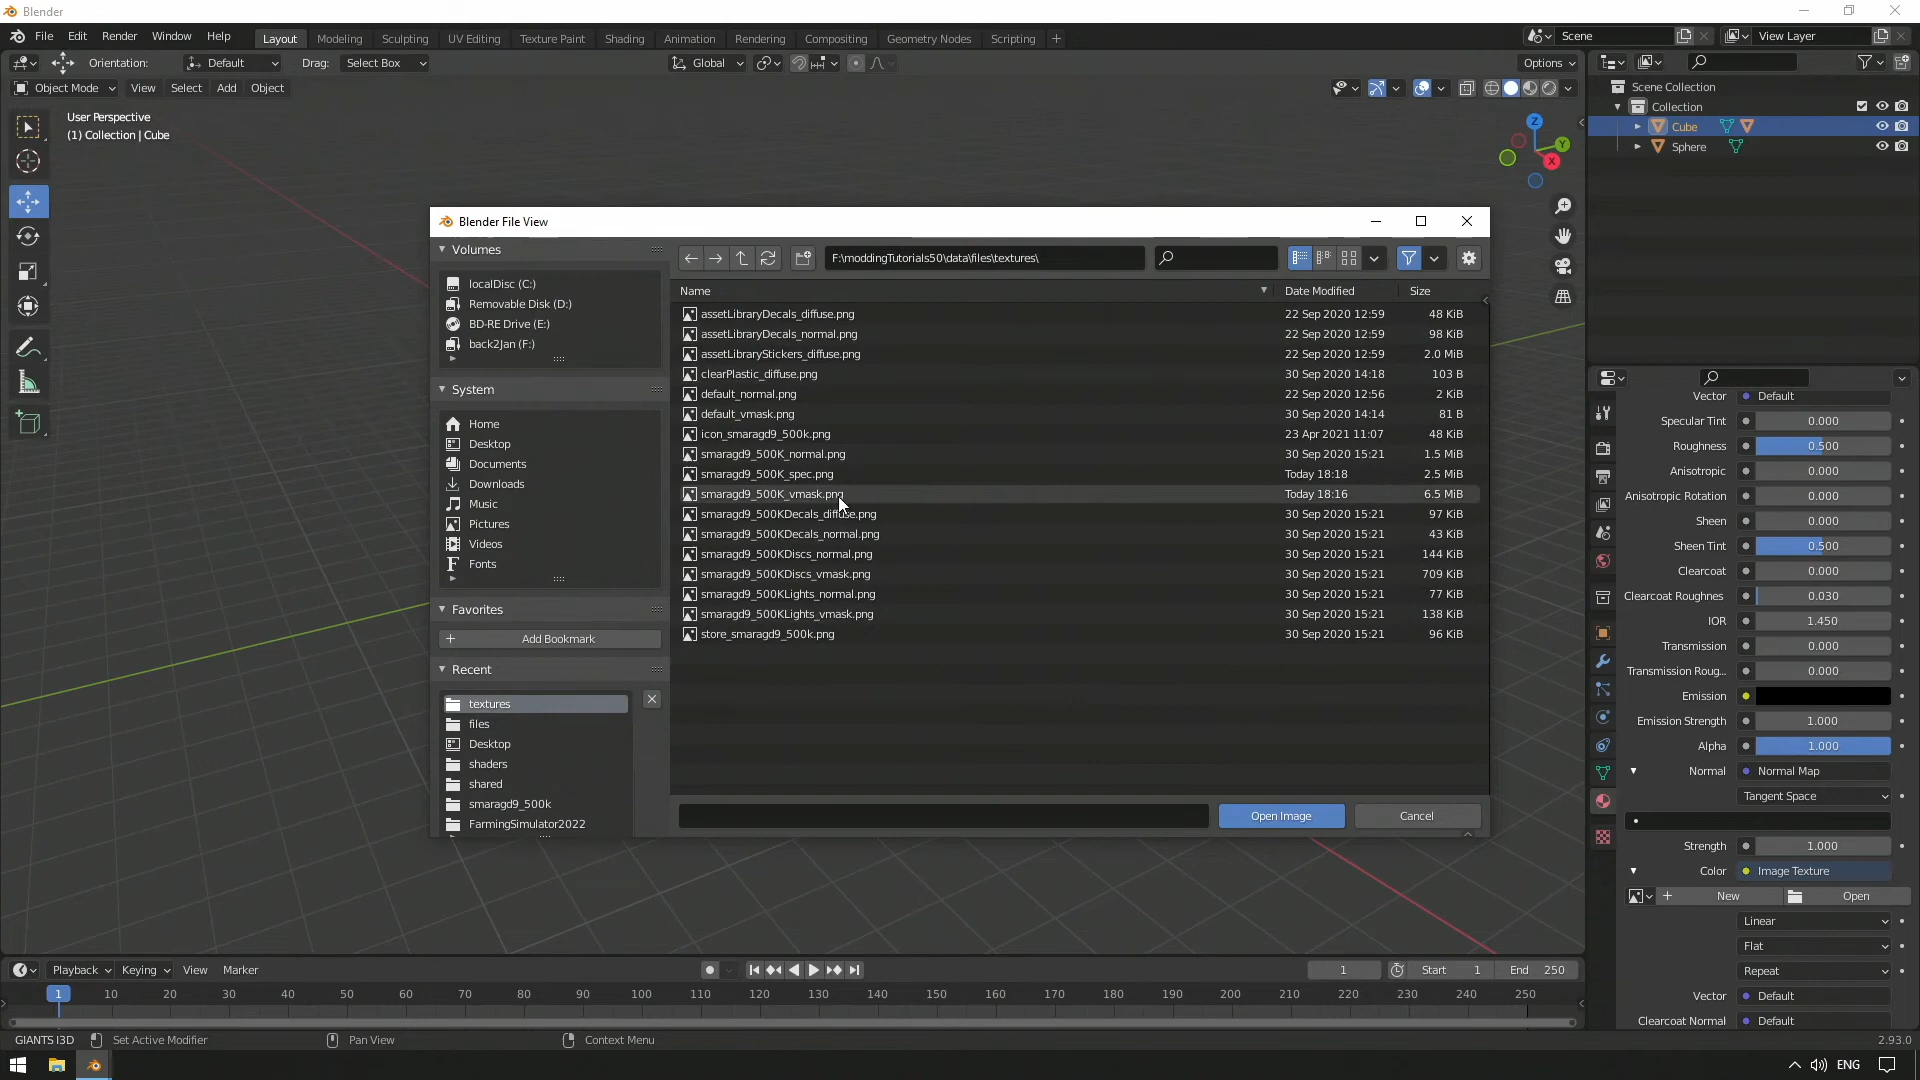 Blender
File Edit Render Window Help Layout Modeling Sculpting UV Editing Texture Paint Shading Animation Rendering Compositing Geometry Nodes Scripting + Scene View Layer
Orientation: Default Drag: Select Box Global Options
Object Mode View Select Add Object
User Perspective
(1) Collection | Cube
Z
Y
X
Scene Collection
Collection
Cube
Sphere
Blender File View
Volumes
localDisc (C:)
Removable Disk (D:)
BD-RE Drive (E:)
back2Jan (F:)
System
Home
Desktop
Documents
Downloads
Music
Pictures
Videos
Fonts
Favorites
+ Add Bookmark
Recent
textures
files
Desktop
shaders
shared
smaragd9_500k
FarmingSimulator2022
F:\moddingTutorials50\data\files\textures\
Name Date Modified Size
assetLibraryDecals_diffuse.png 22 Sep 2020 12:59 48 KiB
assetLibraryDecals_normal.png 22 Sep 2020 12:59 98 KiB
assetLibraryStickers_diffuse.png 22 Sep 2020 12:59 2.0 MiB
clearPlastic_diffuse.png 30 Sep 2020 14:18 103 B
default_normal.png 22 Sep 2020 12:56 2 KiB
default_vmask.png 30 Sep 2020 14:14 81 B
icon_smaragd9_500k.png 23 Apr 2021 11:07 48 KiB
smaragd9_500K_normal.png 30 Sep 2020 15:21 1.5 MiB
smaragd9_500K_spec.png Today 18:18 2.5 MiB
smaragd9_500K_vmask.png Today 18:16 6.5 MiB
smaragd9_500KDecals_diffuse.png 30 Sep 2020 15:21 97 KiB
smaragd9_500KDecals_normal.png 30 Sep 2020 15:21 43 KiB
smaragd9_500KDiscs_normal.png 30 Sep 2020 15:21 144 KiB
smaragd9_500KDiscs_vmask.png 30 Sep 2020 15:21 709 KiB
smaragd9_500KLights_normal.png 30 Sep 2020 15:21 77 KiB
smaragd9_500KLights_vmask.png 30 Sep 2020 15:21 138 KiB
store_smaragd9_500k.png 30 Sep 2020 15:21 96 KiB
Open Image Cancel
Vector Default
Specular Tint 0.000
Roughness 0.500
Anisotropic 0.000
Anisotropic Rotation 0.000
Sheen 0.000
Sheen Tint 0.500
Clearcoat 0.000
Clearcoat Roughnes 0.030
IOR 1.450
Transmission 0.000
Transmission Roug... 0.000
Emission
Emission Strength 1.000
Alpha 1.000
Normal Normal Map
Tangent Space
Strength 1.000
Color Image Texture
+ New Open
Linear
Flat
Repeat
Vector Default
Clearcoat Normal Default
Playback Keying View Marker 1 Start 1 End 250
1 10 20 30 40 50 60 70 80 90 100 110 120 130 140 150 160 170 180 190 200 210 220 230 240 250
GIANTS I3D Set Active Modifier Pan View Context Menu 2.93.0
ENG